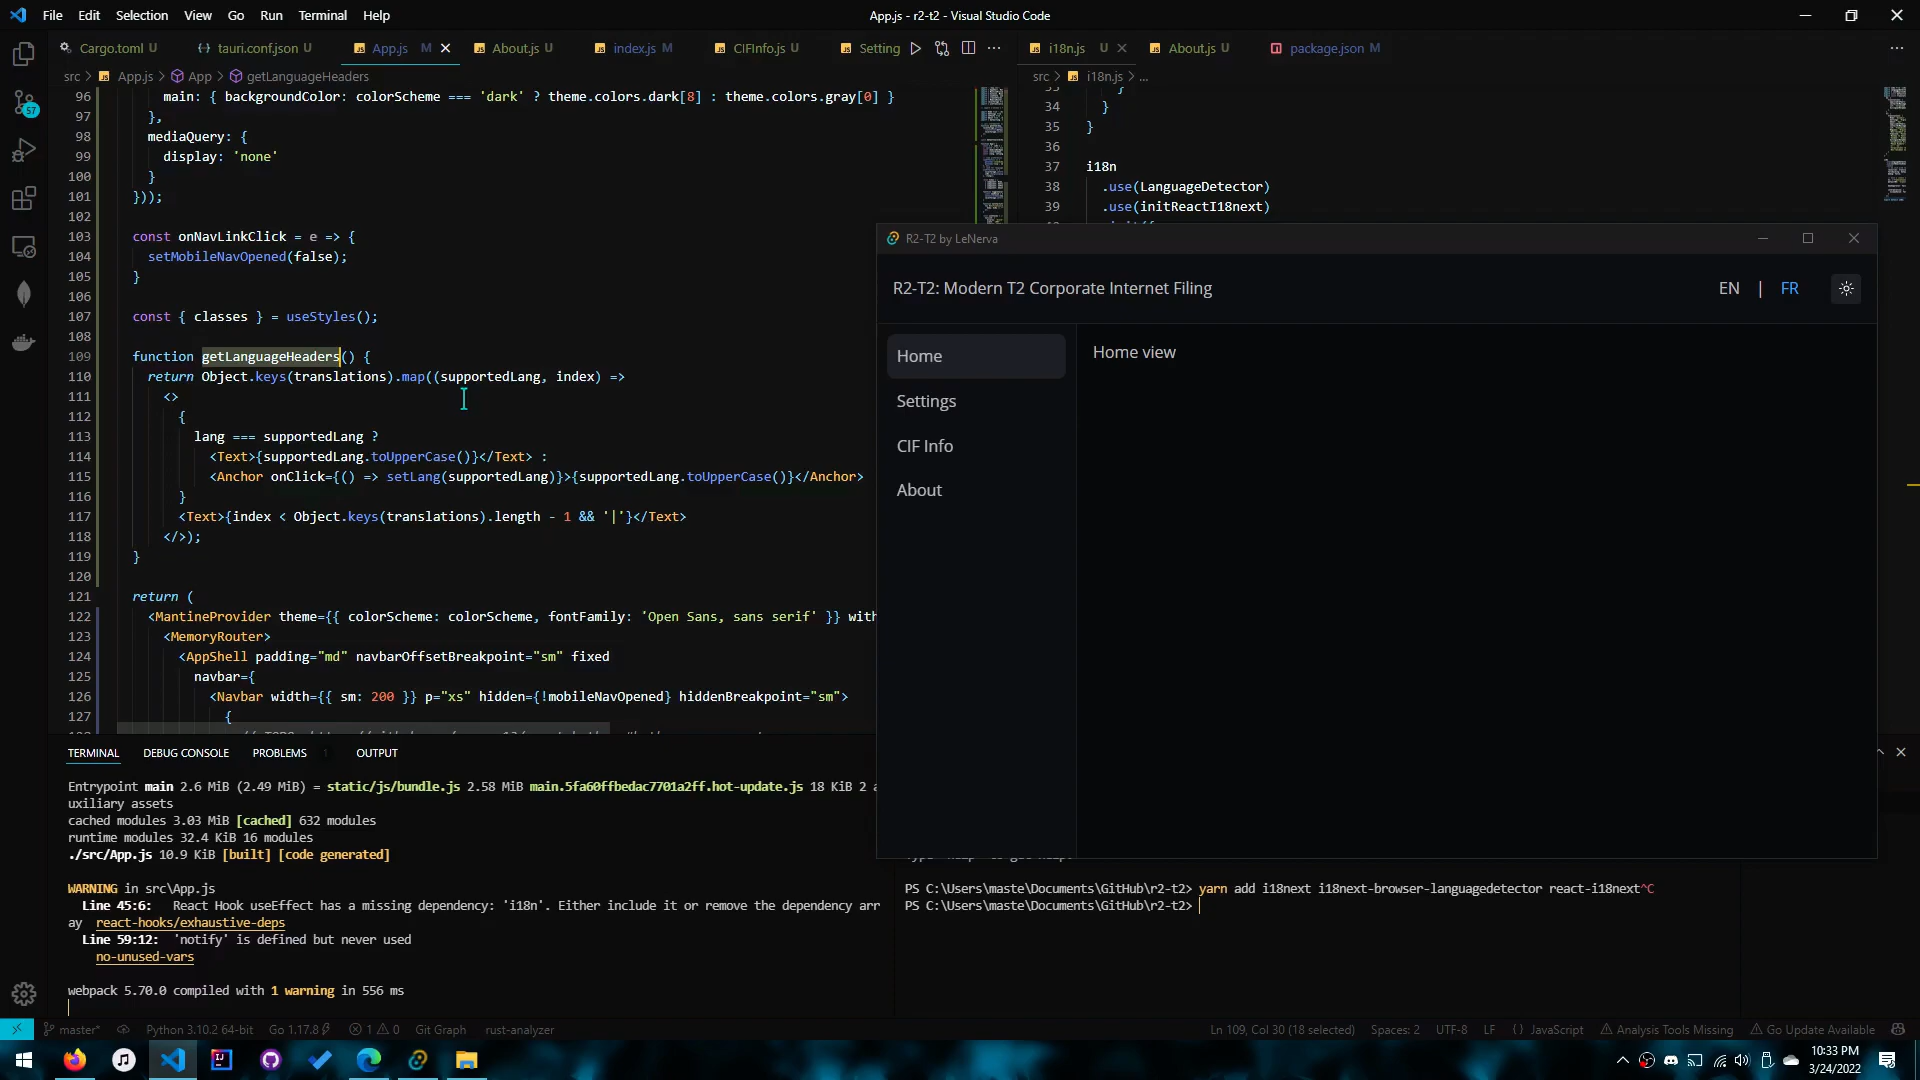 File Edit Selection View Go Run Terminal Help
App.js - r2-t2 - Visual Studio Code
Cargo.toml U
tauri.conf.json U
App.js M
About.js U
index.js M
CIFInfo.js U
Setting
i18n.js U
About.js U
package.json M
src > App.js > App > getLanguageHeaders
src > i18n.js > ...
96 main: { backgroundColor: colorScheme === 'dark' ? theme.colors.dark[8] : theme.colors.gray[0] }
97 },
98 mediaQuery: {
99 display: 'none'
100 }
101 }));
102
103 const onNavLinkClick = e => {
104 setMobileNavOpened(false);
105 }
106
107 const { classes } = useStyles();
108
109 function getLanguageHeaders() {
110 return Object.keys(translations).map((supportedLang, index) =>
111 <>
112 {
113 lang === supportedLang ?
114 <Text>{supportedLang.toUpperCase()}</Text> :
115 <Anchor onClick={() => setLang(supportedLang)}>{supportedLang.toUpperCase()}</Anchor>
116 }
117 <Text>{index < Object.keys(translations).length - 1 && '|'}</Text>
118 </>);
119 }
120
121 return (
122 <MantineProvider theme={{ colorScheme: colorScheme, fontFamily: 'Open Sans, sans serif' }} with
123 <MemoryRouter>
124 <AppShell padding="md" navbarOffsetBreakpoint="sm" fixed
125 navbar={
126 <Navbar width={{ sm: 200 }} p="xs" hidden={!mobileNavOpened} hiddenBreakpoint="sm">
127 {
34 }
35 }
36
37 i18n
38 .use(LanguageDetector)
39 .use(initReactI18next)
R2-T2 by LeNerva
R2-T2: Modern T2 Corporate Internet Filing
EN | FR
Home
Settings
CIF Info
About
Home view
TERMINAL DEBUG CONSOLE PROBLEMS 1 OUTPUT
Entrypoint main 2.6 MiB (2.49 MiB) = static/js/bundle.js 2.58 MiB main.5fa60ffbedac7701a2ff.hot-update.js 18 KiB 2 a
uxiliary assets
cached modules 3.03 MiB [cached] 632 modules
runtime modules 32.4 KiB 16 modules
./src/App.js 10.9 KiB [built] [code generated]
WARNING in src\App.js
Line 45:6: React Hook useEffect has a missing dependency: 'i18n'. Either include it or remove the dependency arr
ay react-hooks/exhaustive-deps
Line 59:12: 'notify' is defined but never used
no-unused-vars
webpack 5.70.0 compiled with 1 warning in 556 ms
PS C:\Users\maste\Documents\GitHub\r2-t2> yarn add i18next i18next-browser-languagedetector react-i18next^C
PS C:\Users\maste\Documents\GitHub\r2-t2>
master* Python 3.10.2 64-bit Go 1.17.8 1 0 Git Graph rust-analyzer
Ln 109, Col 30 (18 selected) Spaces: 2 UTF-8 LF {} JavaScript Analysis Tools Missing Go Update Available
57
10:33 PM
3/24/2022